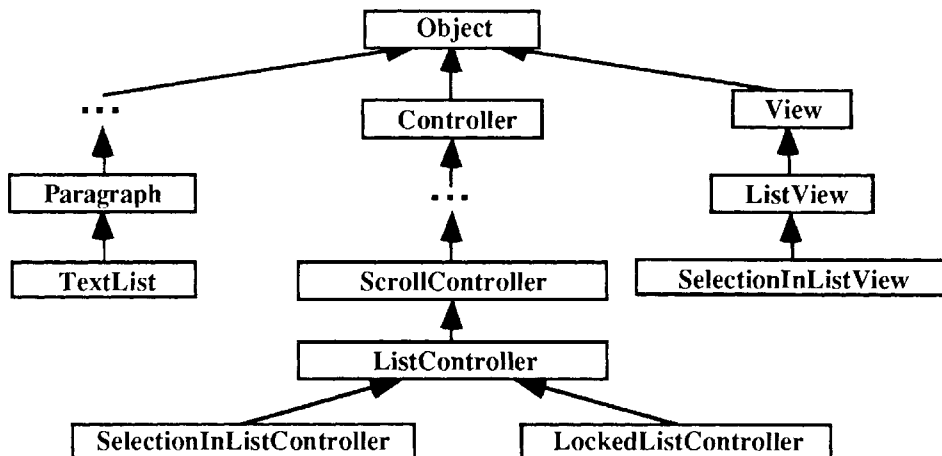 Object
...
Controller
View
Paragraph
...
ListView
TextList
ScrollController
SelectionInListView
ListController
SelectionInListController
LockedListController